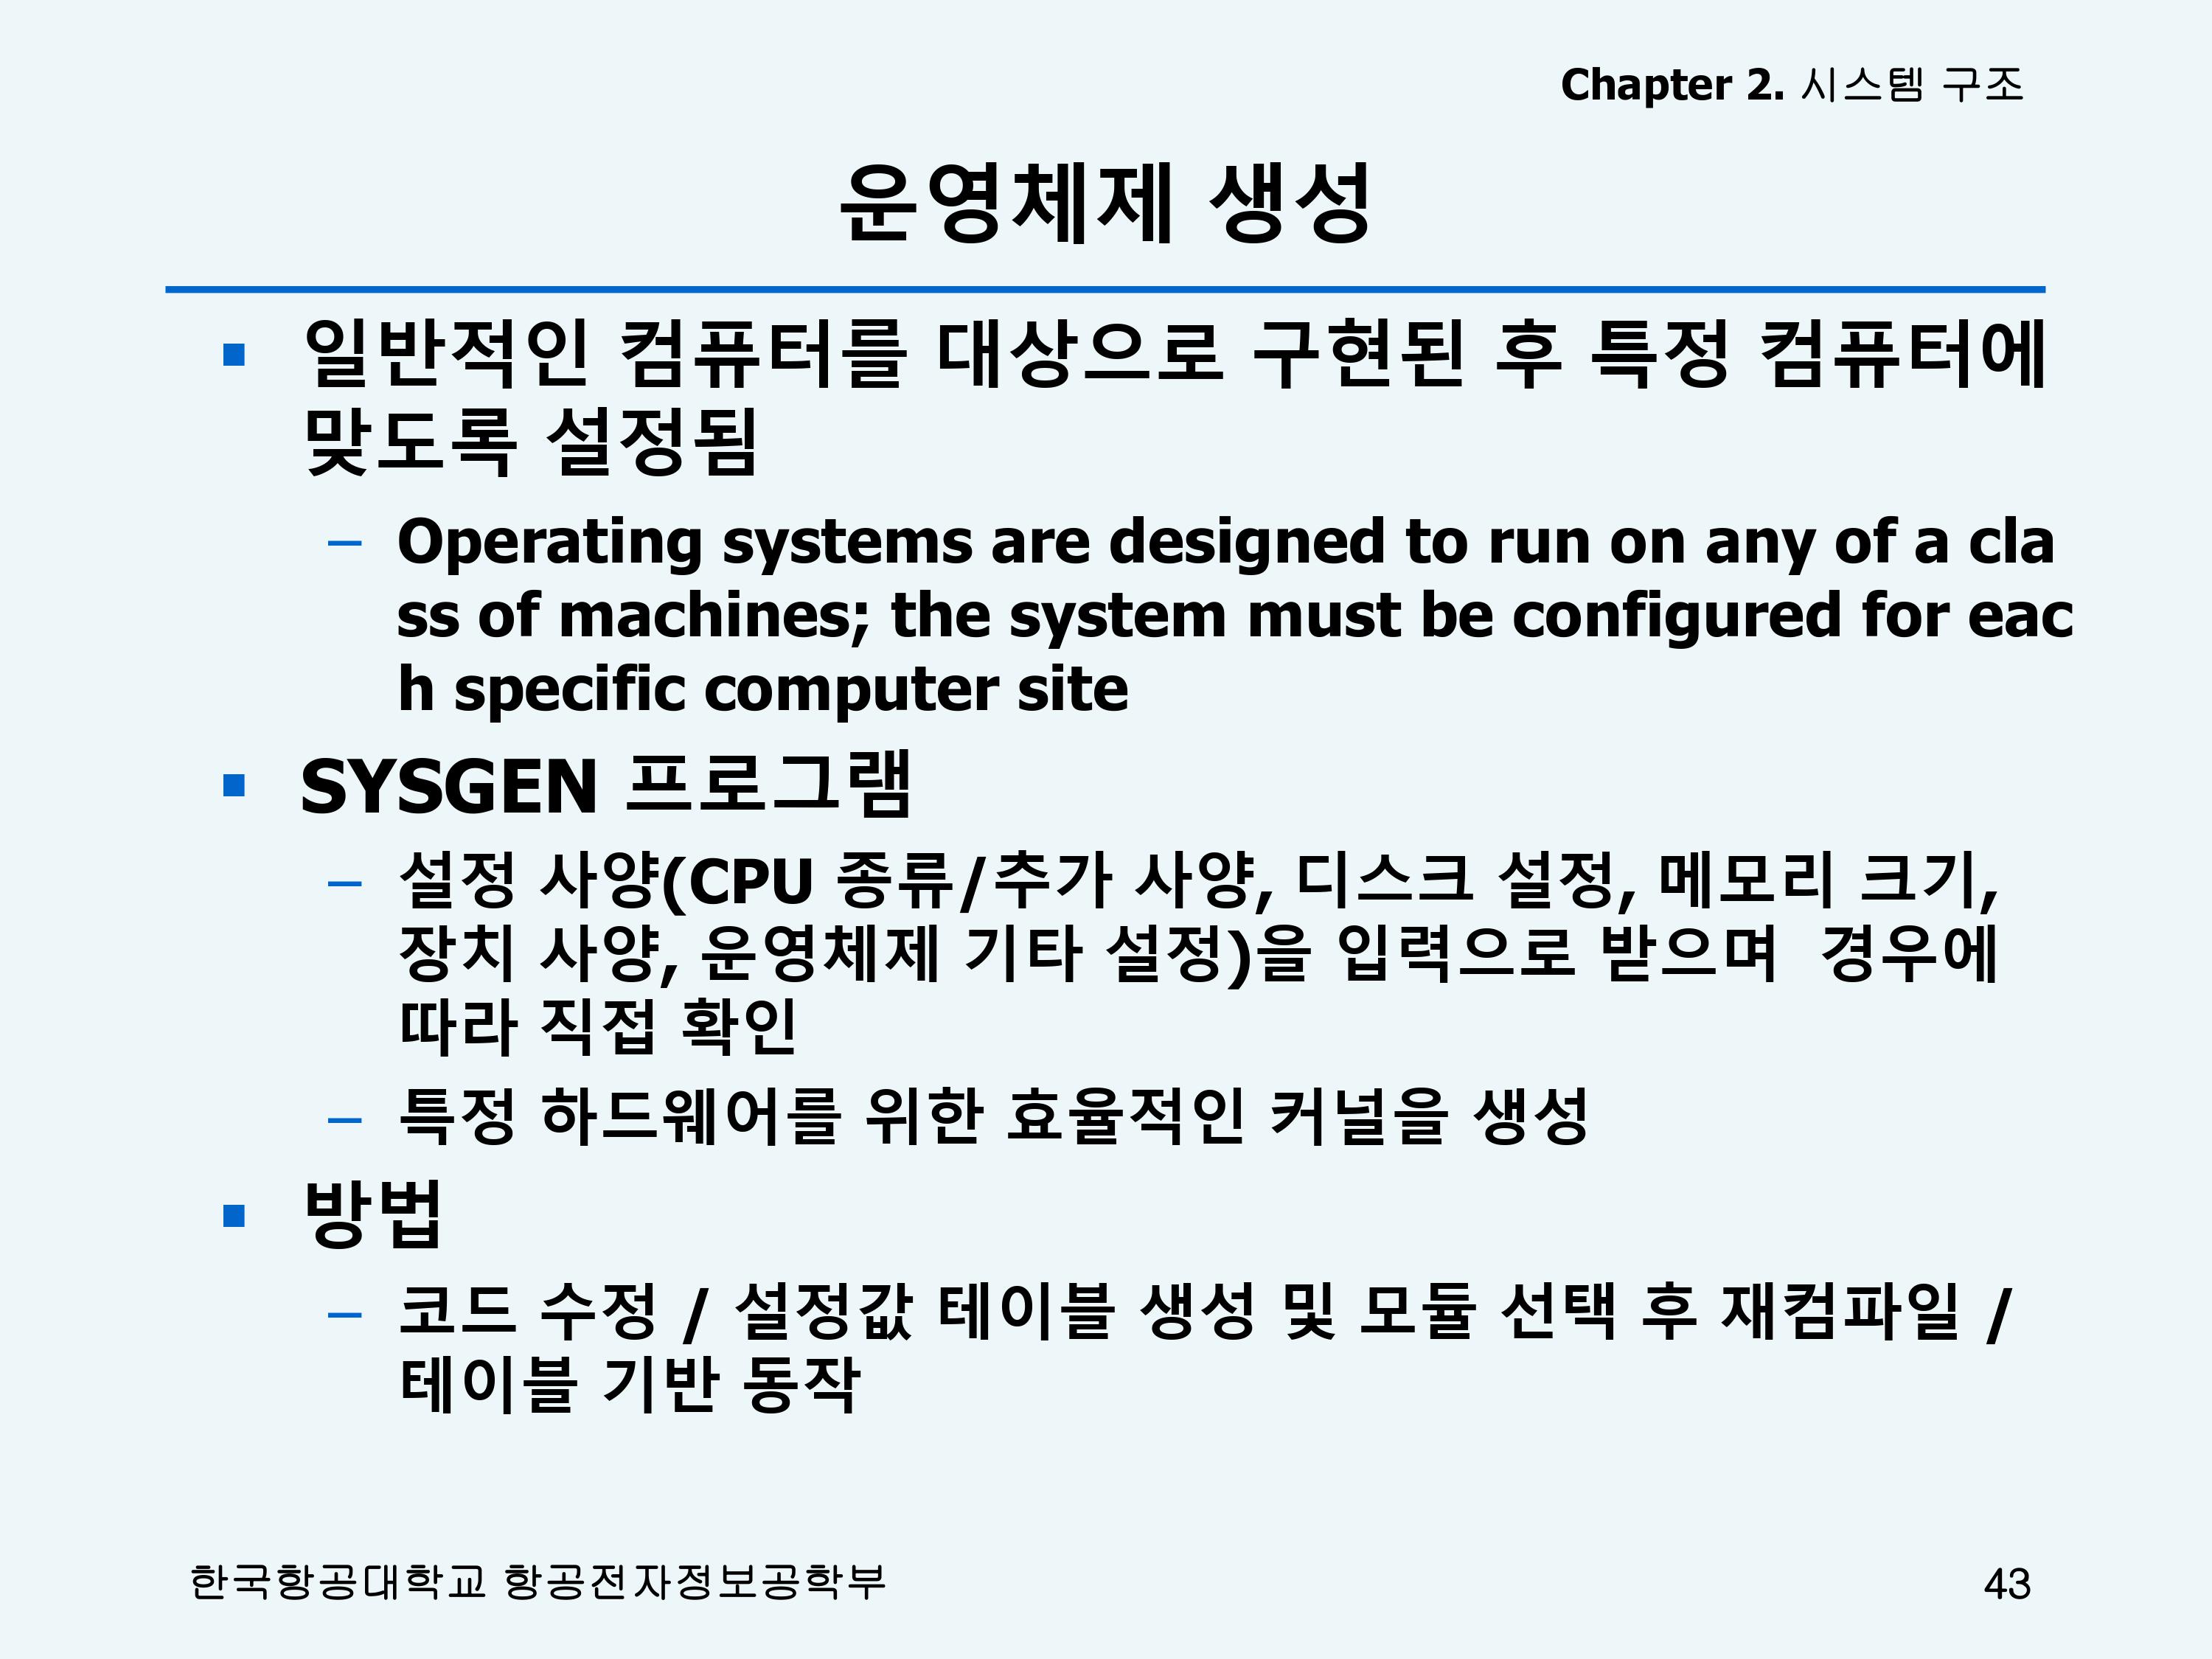 Chapter 2. 시스템 구조
운영체제 생성
▪ 일반적인 컴퓨터를 대상으로 구현된 후 특정 컴퓨터에
맞도록 설정됨
– Operating systems are designed to run on any of a cla
ss of machines; the system must be configured for eac
h specific computer site
▪ SYSGEN 프로그램
– 설정 사양(CPU 종류/추가 사양, 디스크 설정, 메모리 크기,
장치 사양, 운영체제 기타 설정)을 입력으로 받으며 경우에
따라 직접 확인
– 특정 하드웨어를 위한 효율적인 커널을 생성
▪ 방법
– 코드 수정 / 설정값 테이블 생성 및 모듈 선택 후 재컴파일 /
테이블 기반 동작
한국항공대학교 항공전자정보공학부
43